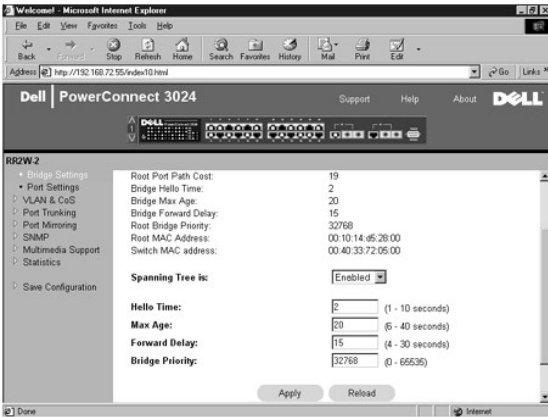 Welcome! - Microsoft Internet Explorer
File Edit View Favorites Tools Help
Back Forward Stop Refresh Home Search Favorites History Mail Print Edit
Address http://192.168.72.55/index10.html Go Links »
Dell PowerConnect 3024 Support Help About DELL
DELL
RR2W-2
Bridge Settings
Port Settings
VLAN & CoS
Port Trunking
Port Mirroring
SNMP
Multimedia Support
Statistics
Save Configuration
Root Port Path Cost: 19
Bridge Hello Time: 2
Bridge Max Age: 20
Bridge Forward Delay: 15
Root Bridge Priority: 32768
Root MAC Address: 00:10:14:d5:28:00
Switch MAC address: 00:40:33:72:05:00
Spanning Tree is: Enabled
Hello Time: 2 (1 - 10 seconds)
Max Age: 20 (6 - 40 seconds)
Forward Delay: 15 (4 - 30 seconds)
Bridge Priority: 32768 (0 - 65535)
Apply Reload
Done Internet